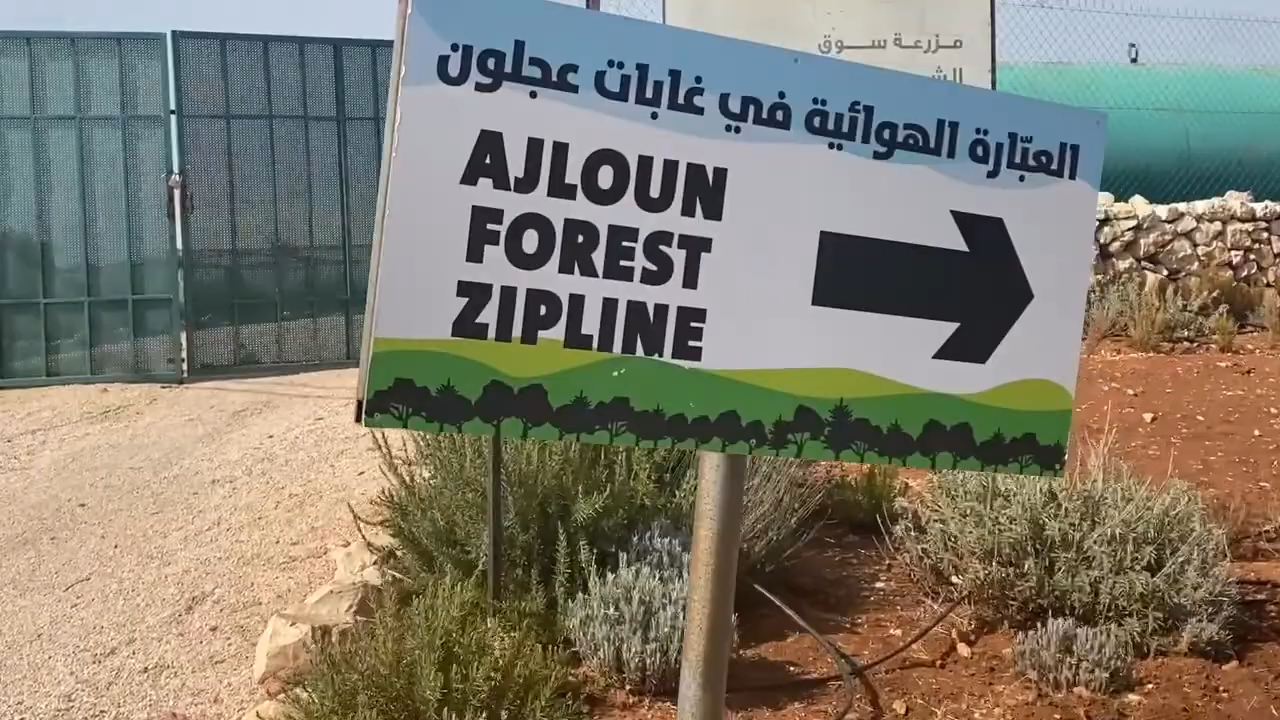 مزرعة سوق
العبّارة الهوائية في غابات عجلون
AJLOUN
FOREST
ZIPLINE